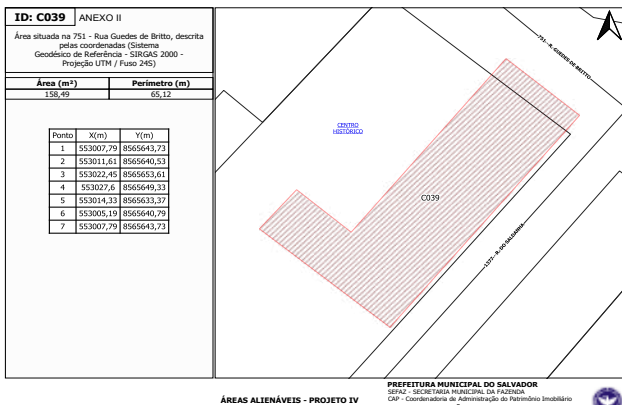 ID: C039 ANEXO II
Área situada na 751 - Rua Guedes de Britto, descrita
pelas coordenadas (Sistema
Geodésico de Referência - SIRGAS 2000 -
Projeção UTM / Fuso 24S)
Área (m²) Perímetro (m)
158,49 65,12
Ponto X(m) Y(m)
1 553007,79 8565643,73
2 553011,61 8565640,53
3 553022,45 8565653,61
4 553027,6 8565649,33
5 553014,33 8565633,37
6 553005,19 8565640,79
7 553007,79 8565643,73
751 - R. GUEDES DE BRITTO
CENTRO
HISTÓRICO
C039
1377 - R. DO SALDANHA
ÁREAS ALIENÁVEIS - PROJETO IV
PREFEITURA MUNICIPAL DO SALVADOR
SEFAZ - SECRETARIA MUNICIPAL DA FAZENDA
CAP - Coordenadoria de Administração do Patrimônio Imobiliário